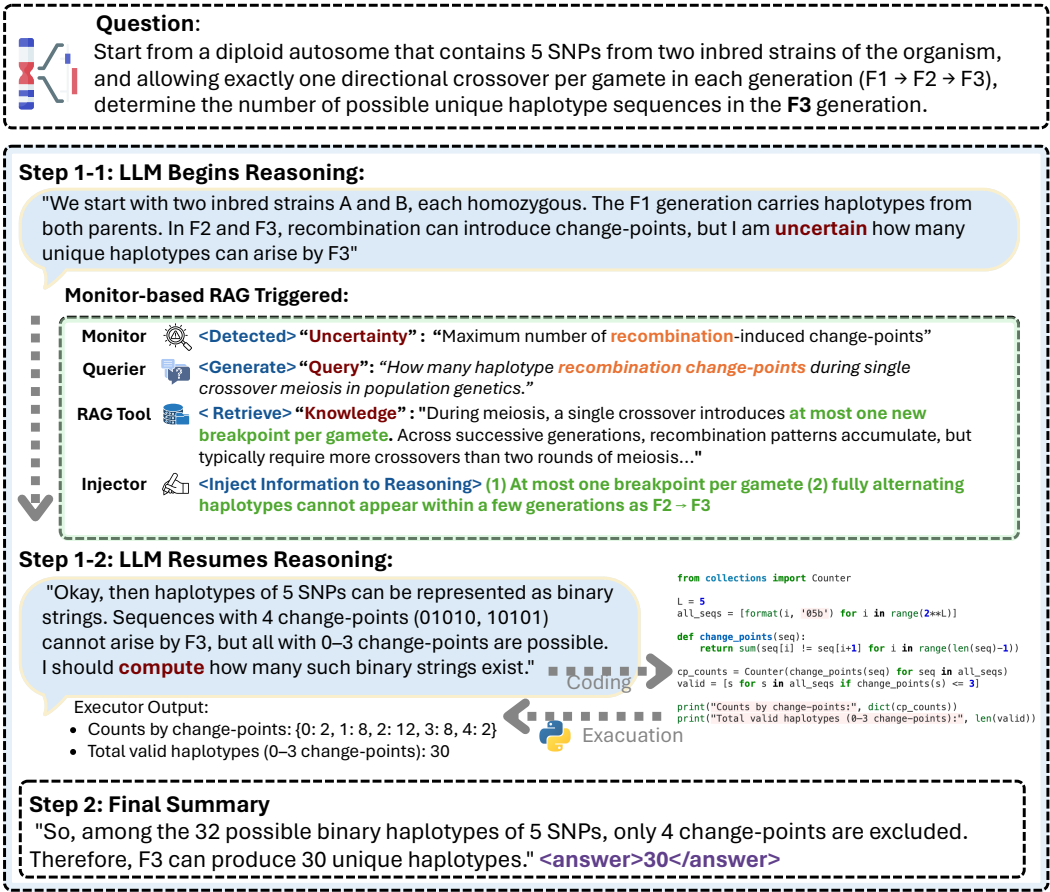 Question:
Start from a diploid autosome that contains 5 SNPs from two inbred strains of the organism,
and allowing exactly one directional crossover per gamete in each generation (F1 → F2 → F3),
determine the number of possible unique haplotype sequences in the F3 generation.
Step 1-1: LLM Begins Reasoning:
"We start with two inbred strains A and B, each homozygous. The F1 generation carries haplotypes from
both parents. In F2 and F3, recombination can introduce change-points, but I am uncertain how many
unique haplotypes can arise by F3"
Monitor-based RAG Triggered:
Monitor <Detected> “Uncertainty” : “Maximum number of recombination-induced change-points”
Querier <Generate> “Query”: “How many haplotype recombination change-points during single
crossover meiosis in population genetics.”
RAG Tool < Retrieve> “Knowledge” : "During meiosis, a single crossover introduces at most one new
breakpoint per gamete. Across successive generations, recombination patterns accumulate, but
typically require more crossovers than two rounds of meiosis..."
Injector <Inject Information to Reasoning> (1) At most one breakpoint per gamete (2) fully alternating
haplotypes cannot appear within a few generations as F2→F3
Step 1-2: LLM Resumes Reasoning:
"Okay, then haplotypes of 5 SNPs can be represented as binary
strings. Sequences with 4 change-points (01010, 10101)
cannot arise by F3, but all with 0–3 change-points are possible.
I should compute how many such binary strings exist."
Coding
from collections import Counter
L = 5
all_seqs = [format(i, '05b') for i in range(2**L)]
def change_points(seq):
return sum(seq[i] != seq[i+1] for i in range(len(seq)-1))
cp_counts = Counter(change_points(seq) for seq in all_seqs)
valid = [s for s in all_seqs if change_points(s) <= 3]
print("Counts by change-points:", dict(cp_counts))
print("Total valid haplotypes (0–3 change-points):", len(valid))
Exacuation
Executor Output:
• Counts by change-points: {0: 2, 1: 8, 2: 12, 3: 8, 4: 2}
• Total valid haplotypes (0–3 change-points): 30
Step 2: Final Summary
"So, among the 32 possible binary haplotypes of 5 SNPs, only 4 change-points are excluded.
Therefore, F3 can produce 30 unique haplotypes." <answer>30</answer>